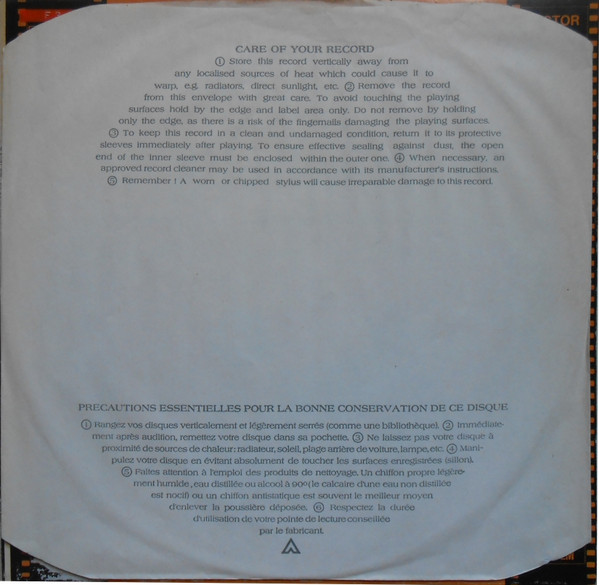 CARE OF YOUR RECORD
① Store this record vertically away from
any localised sources of heat which could cause it to
warp, e.g. radiators, direct sunlight, etc. ② Remove the record
from this envelope with great care. To avoid touching the playing
surfaces hold by the edge and label area only. Do not remove by holding
only the edge, as there is a risk of the fingernails damaging the playing surfaces.
③ To keep this record in a clean and undamaged condition, return it to its protective
sleeves immediately after playing. To ensure effective sealing against dust, the open
end of the inner sleeve must be enclosed within the outer one. ④ When necessary, an
approved record cleaner may be used in accordance with its manufacturer's instructions.
⑤ Remember! A worn or chipped stylus will cause irreparable damage to this record.
PRECAUTIONS ESSENTIELLES POUR LA BONNE CONSERVATION DE CE DISQUE
① Rangez vos disques verticalement et légèrement serrés (comme une bibliothèque). ② Immédiate-
ment après audition, remettez votre disque dans sa pochette. ③ Ne laissez pas votre disque à
proximité de sources de chaleur: radiateur, soleil, plage arrière de voiture, lampe, etc. ④ Mani-
pulez votre disque en évitant absolument de toucher les surfaces enregistrées (sillon).
⑤ Faites attention à l'emploi des produits de nettoyage. Un chiffon propre légère-
ment humide, eau distillée ou alcool à 90º (le calcaire d'une eau non distillée
est nocif) ou un chiffon antistatique est souvent le meilleur moyen
d'enlever la poussière déposée. ⑥ Respectez la durée
d'utilisation de votre pointe de lecture conseillée
par le fabricant.